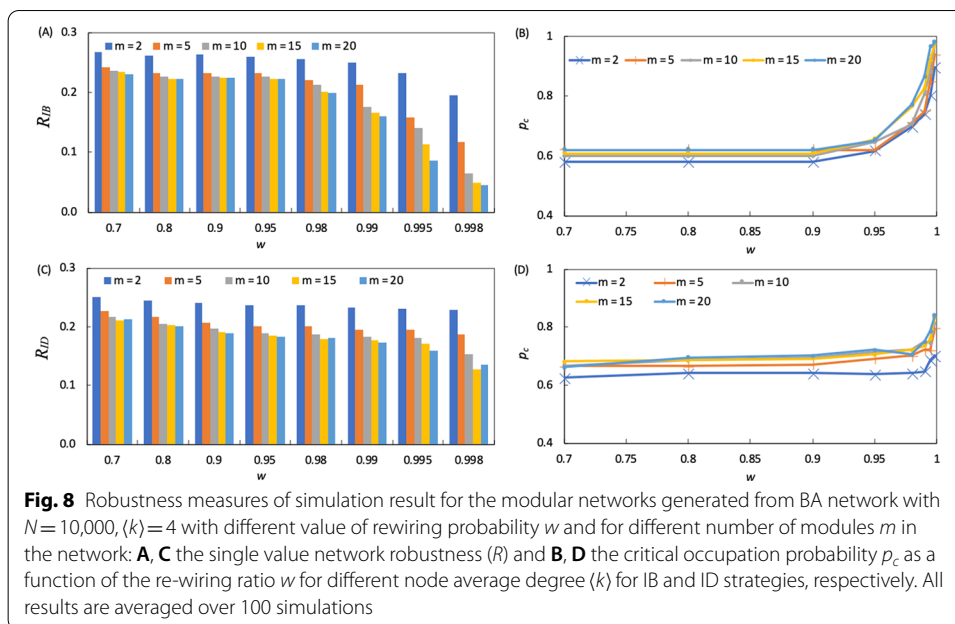 (A)
0.3
m = 2 m = 5 m = 10 m = 15 m = 20
0.2
R_IB
0.1
0.0
0.7 0.8 0.9 0.95 0.98 0.99 0.995 0.998
w
(B)
1
m = 2 m = 5 m = 10 m = 15 m = 20
0.8
p_c
0.6
0.4
0.7 0.75 0.8 0.85 0.9 0.95 1
w
(C)
0.3
m = 2 m = 5 m = 10 m = 15 m = 20
0.2
R_ID
0.1
0.0
0.7 0.8 0.9 0.95 0.98 0.99 0.995 0.998
w
(D)
1
m = 2 m = 5 m = 10
m = 15 m = 20
0.8
p_c
0.6
0.4
0.7 0.75 0.8 0.85 0.9 0.95 1
w
Fig. 8 Robustness measures of simulation result for the modular networks generated from BA network with
N = 10,000, ⟨k⟩ = 4 with different value of rewiring probability w and for different number of modules m in
the network: A, C the single value network robustness (R) and B, D the critical occupation probability p_c as a
function of the re-wiring ratio w for different node average degree ⟨k⟩ for IB and ID strategies, respectively. All
results are averaged over 100 simulations